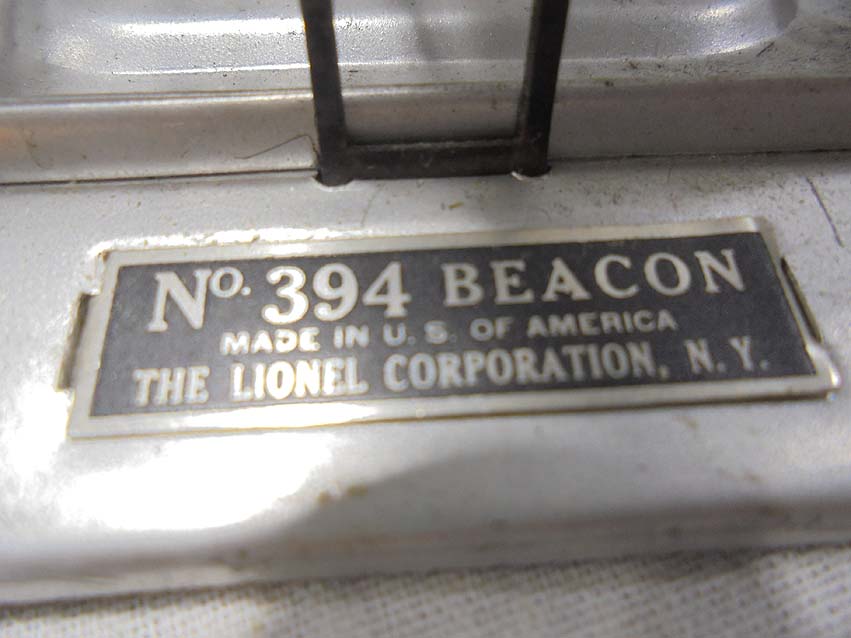 No. 394 BEACON
MADE IN U. S. OF AMERICA
THE LIONEL CORPORATION, N. Y.